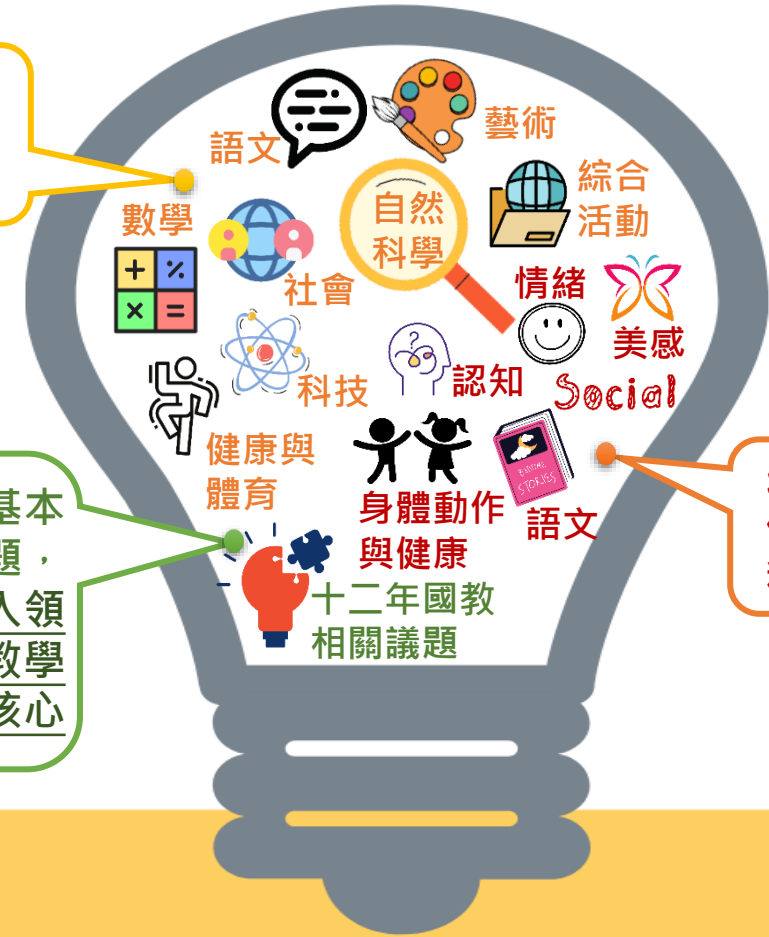 語文
藝術
數學
自然
科學
綜合
活動
社會
情緒
美感
科技
認知
Social
健康與
體育
身體動作
與健康
語文
STORIES
十二年國教
相關議題
基本
題，
入領
教學
核心